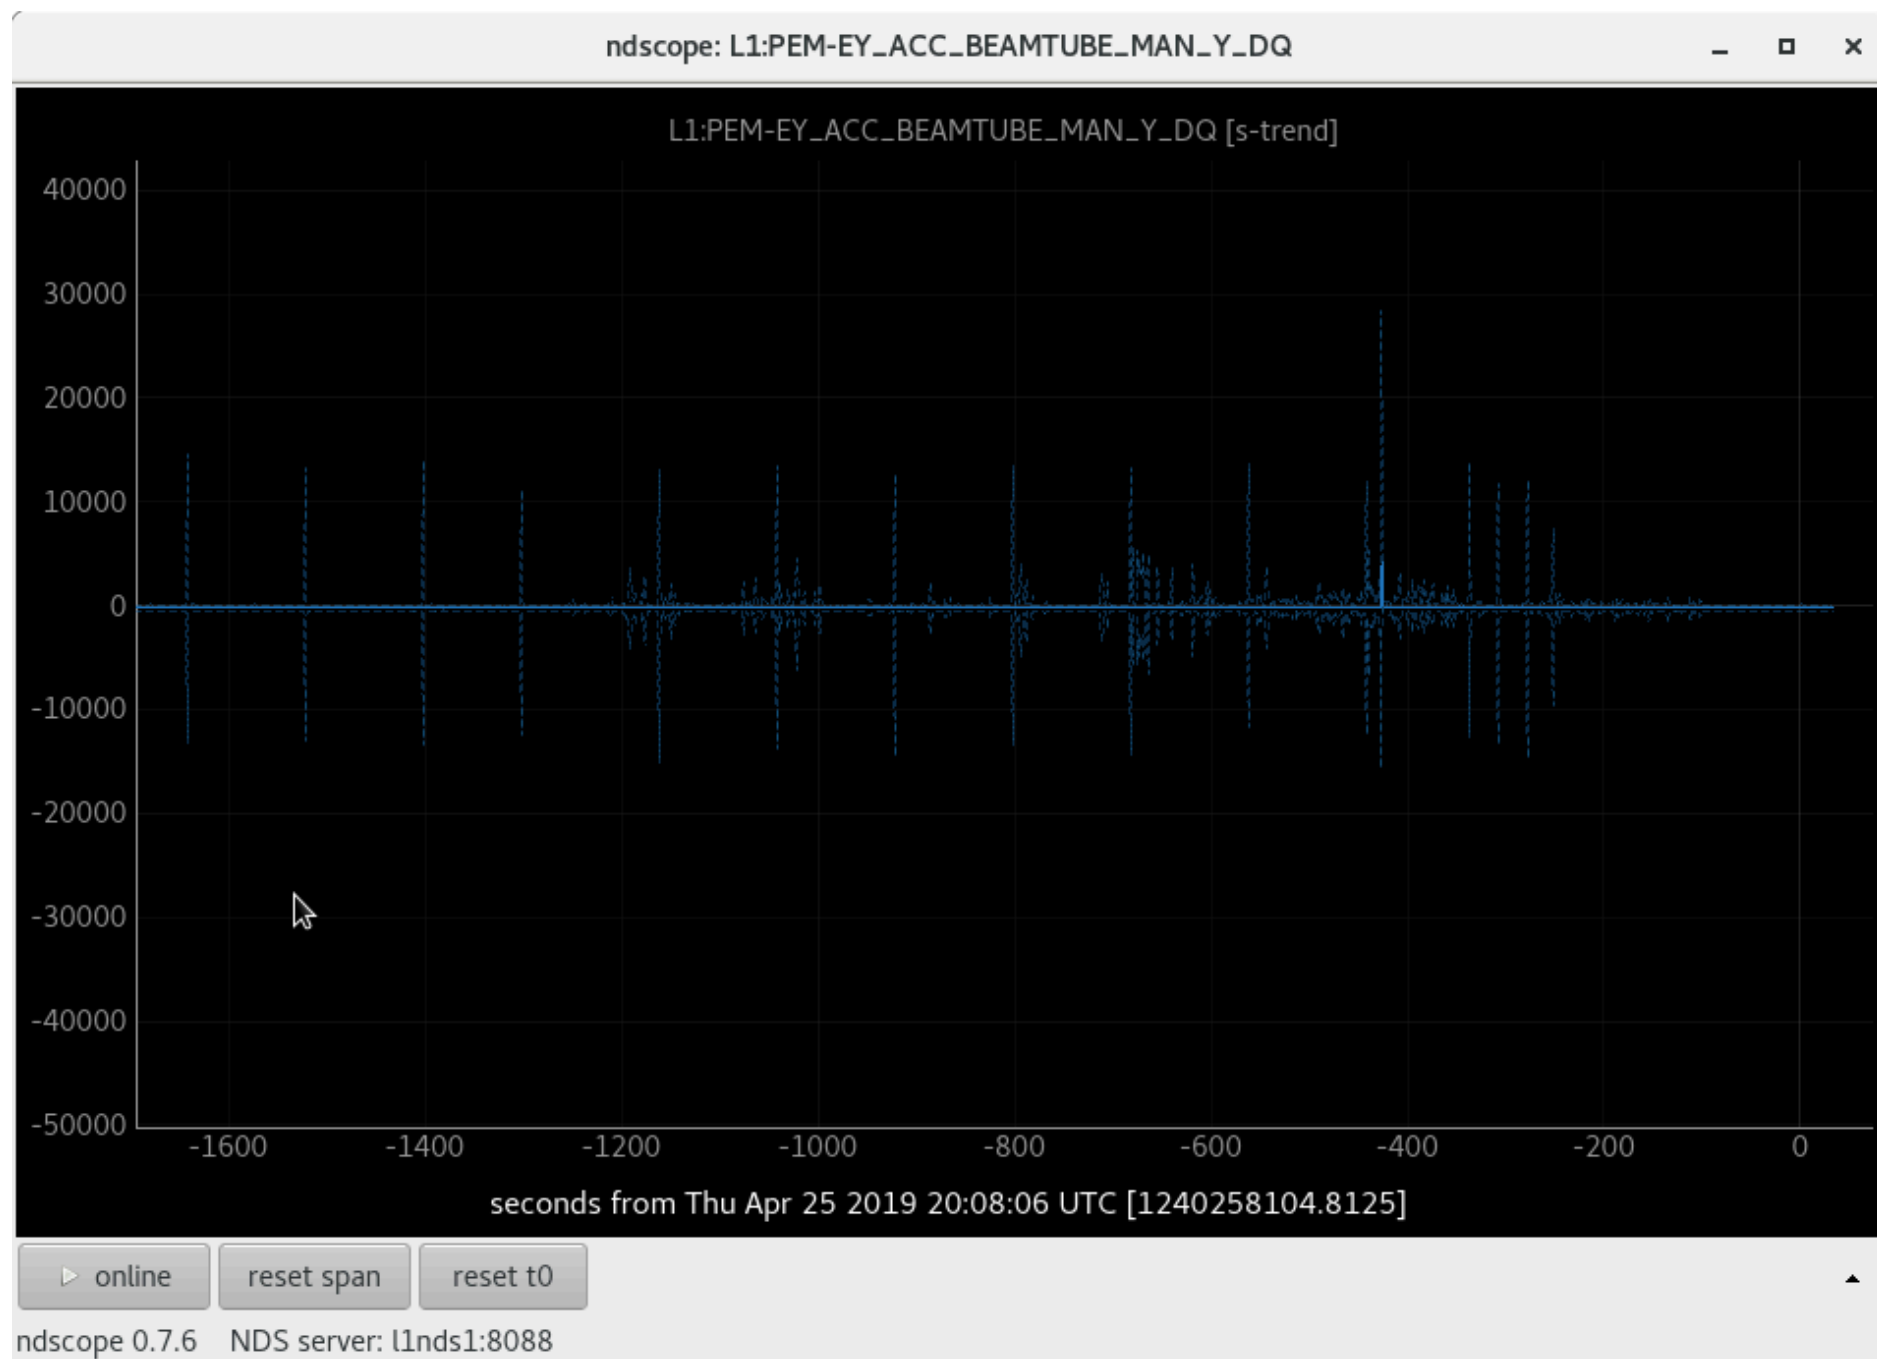 ndscope: L1:PEM-EY_ACC_BEAMTUBE_MAN_Y_DQ
L1:PEM-EY_ACC_BEAMTUBE_MAN_Y_DQ [s-trend]
40000
30000
20000
10000
0
-10000
-20000
-30000
-40000
-50000
-1600 -1400 -1200 -1000 -800 -600 -400 -200 0
seconds from Thu Apr 25 2019 20:08:06 UTC [1240258104.8125]
online reset span reset t0
ndscope 0.7.6 NDS server: l1nds1:8088